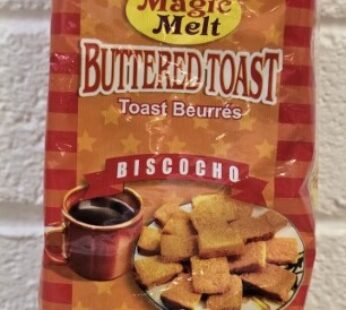 Magic
Melt
BUTTERED TOAST
Toast Beurrés
BISCOCHO